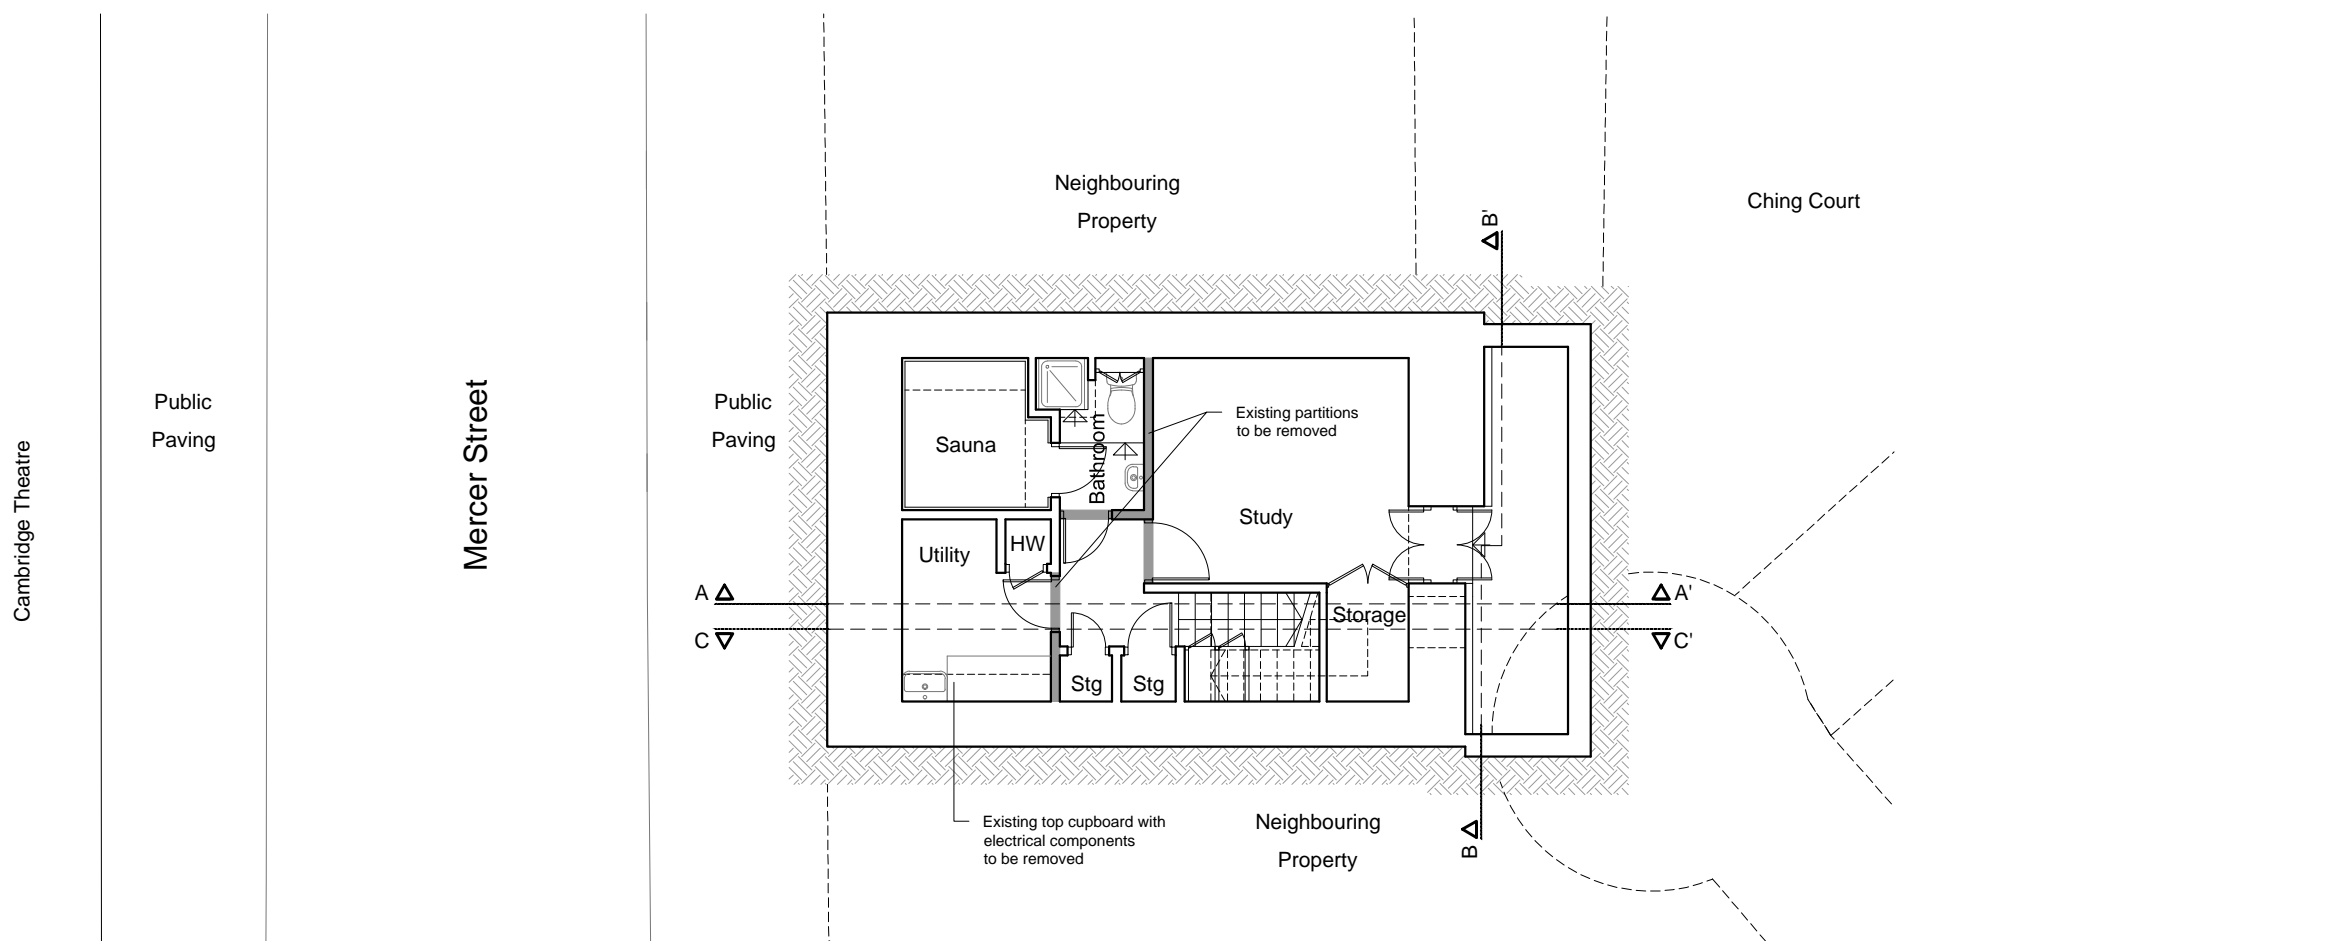 Cambridge Theatre
Public
Paving
Mercer Street
Public
Paving
Neighbouring
Property
Ching Court
B'
Sauna
Bathroom
Existing partitions
to be removed
Study
Utility
HW
A
A'
C
C'
Storage
Stg
Stg
Existing top cupboard with
electrical components
to be removed
Neighbouring
Property
B